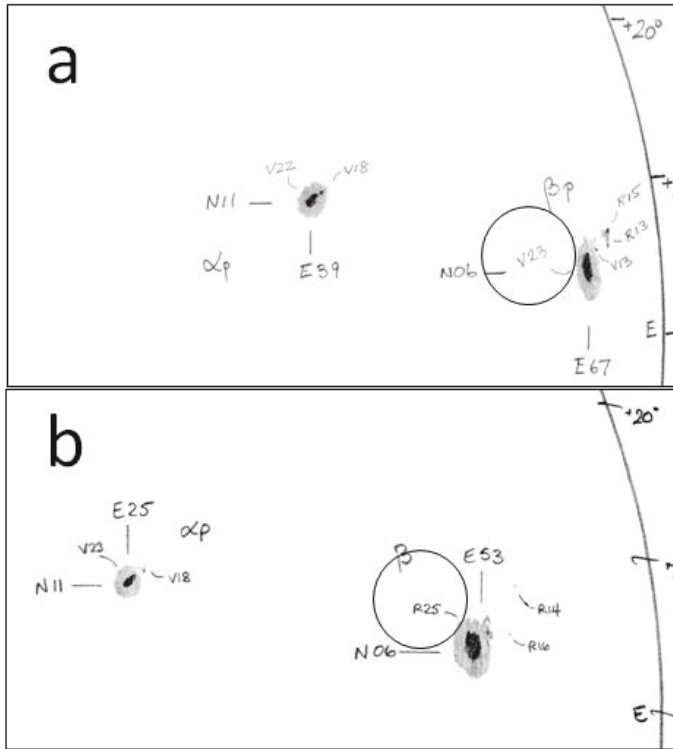 a
+20°
V22 V18
βp
N11
R15
R13
V23
V13
N06
αp
E39
E
E67
b
+20°
E25
αp
V23
V18
N11
β
E53
R25
R14
R16
N06
E